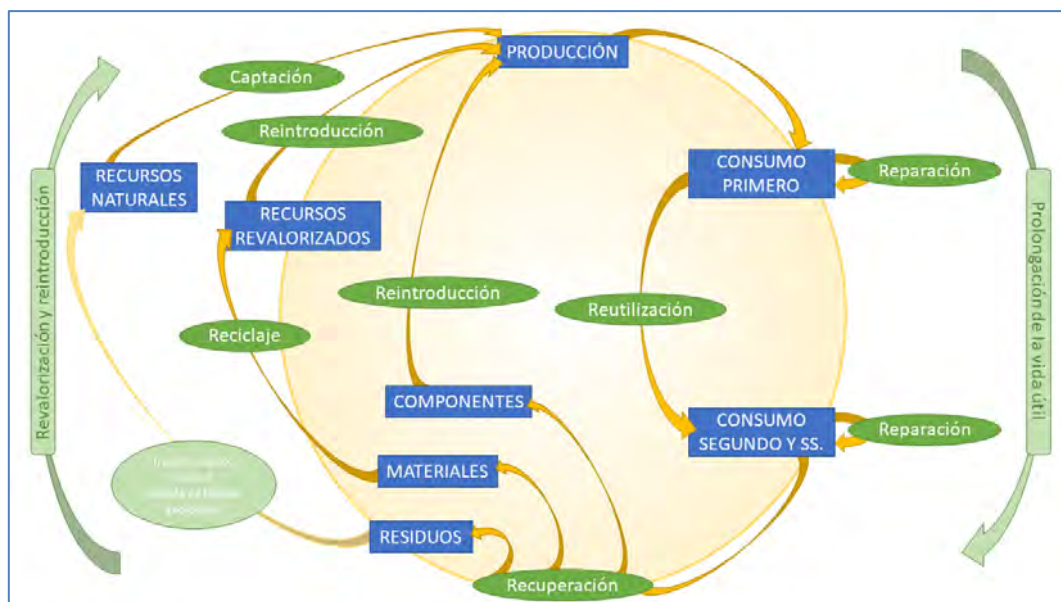 PRODUCCIÓN
Captación
Reintroducción
RECURSOS
NATURALES
RECURSOS
REVALORIZADOS
CONSUMO
PRIMERO
Reparación
Revalorización y reintroducción
Prolongación de la vida útil
Reintroducción
Reutilización
Reciclaje
COMPONENTES
CONSUMO
SEGUNDO Y SS.
Reparación
MATERIALES
RESIDUOS
Recuperación